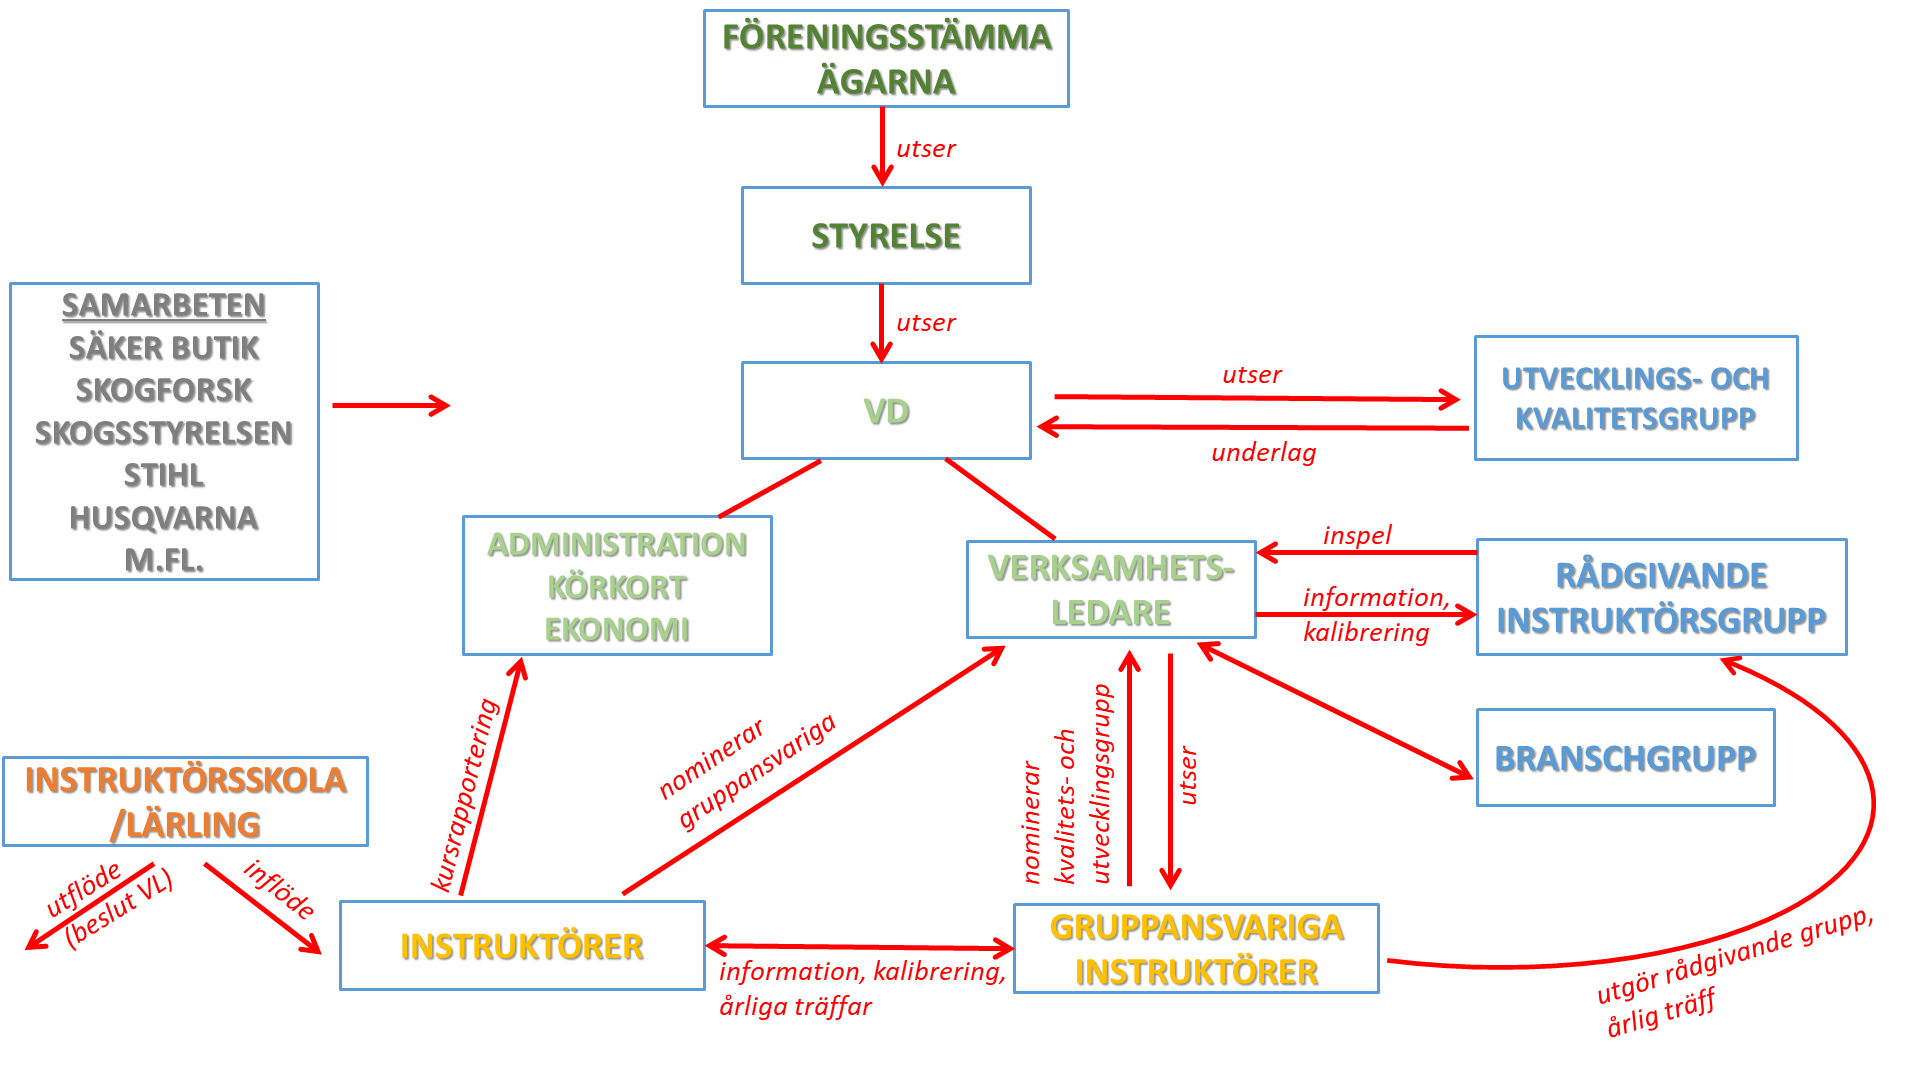 FÖRENINGSSTÄMMA
ÄGARNA
utser
STYRELSE
utser
SAMARBETEN
SÄKER BUTIK
SKOGFORSK
SKOGSSTYRELSEN
STIHL
HUSQVARNA
M.FL.
VD
utser
underlag
UTVECKLINGS- OCH
KVALITETSGRUPP
ADMINISTRATION
KÖRKORT
EKONOMI
VERKSAMHETS-
LEDARE
inspel
information,
kalibrering
RÅDGIVANDE
INSTRUKTÖRSGRUPP
BRANSCHGRUPP
INSTRUKTÖRSSKOLA
/LÄRLING
utflöde
(beslut VL)
inflöde
kursrapportering
nominerar
gruppansvariga
nominerar
kvalitets- och
utvecklingsgrupp
utser
INSTRUKTÖRER
information, kalibrering,
årliga träffar
GRUPPANSVARIGA
INSTRUKTÖRER
utgör rådgivande grupp,
årlig träff